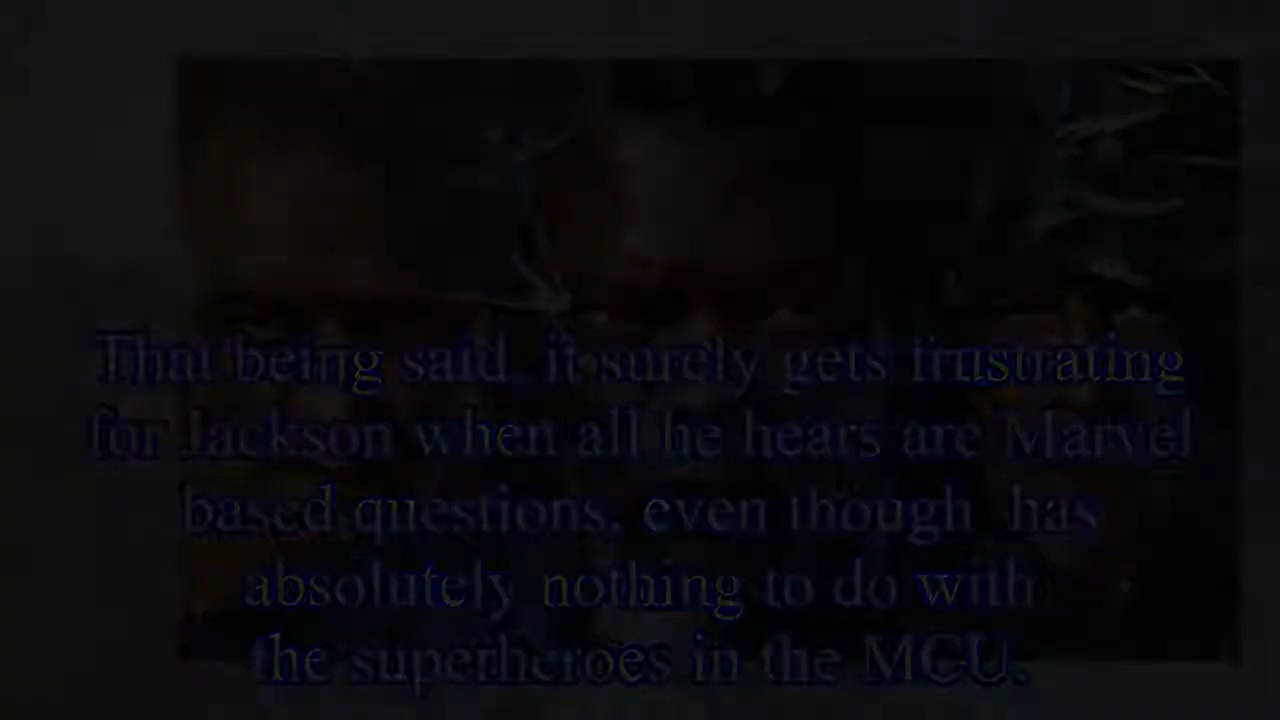 That being said, it surely gets frustrating
for Jackson when all he hears are Marvel
based questions, even though  has
absolutely nothing to do with
the superheroes in the MCU.